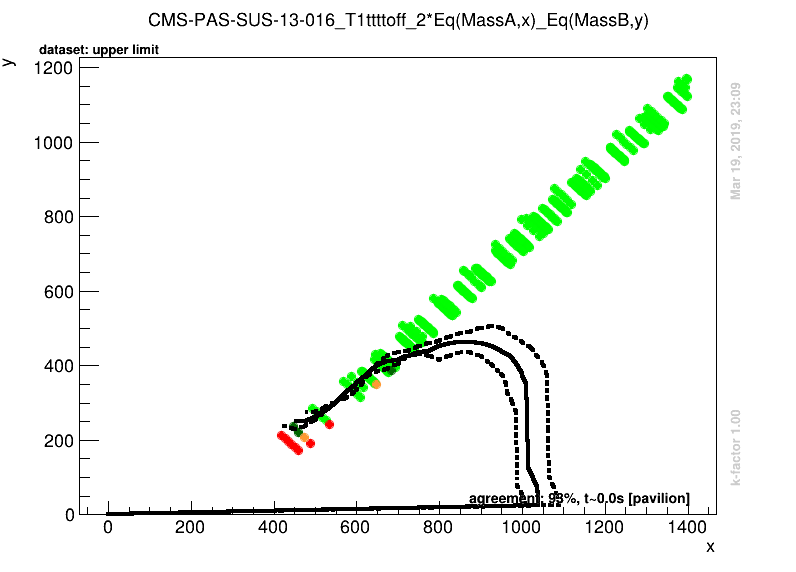 CMS-PAS-SUS-13-016_T1ttttoff_2*Eq(MassA,x)_Eq(MassB,y)
dataset: upper limit
y
1200
1000
800
600
400
200
0
0 200 400 600 800 1000 1200 1400
x
agreement: 93%, t~0.0s [pavilion]
Mar 19, 2019, 23:09
k-factor 1.00